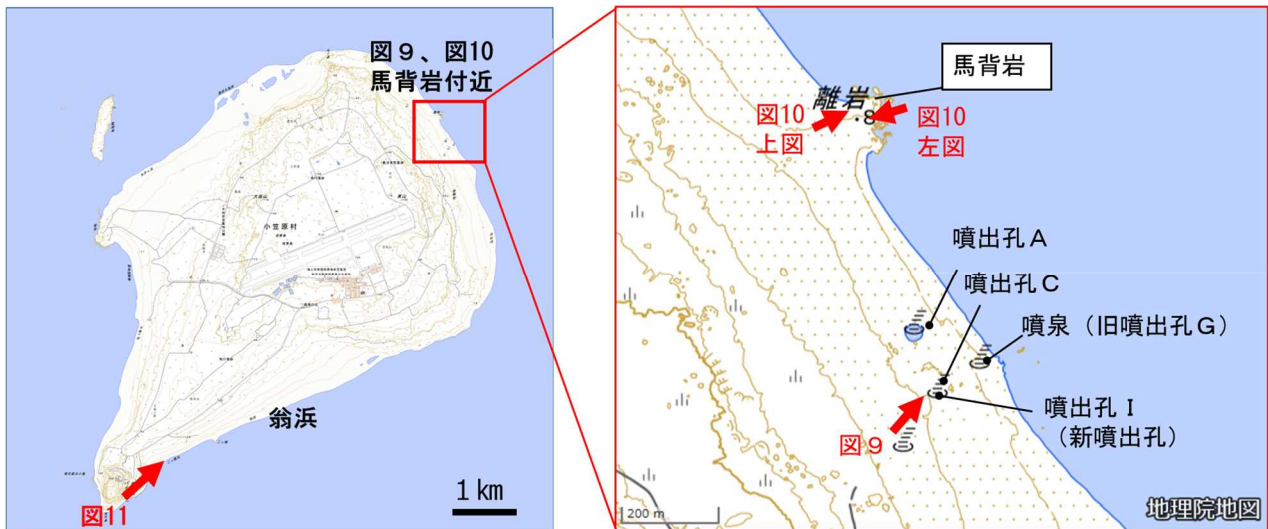 図９、図10
馬背岩付近
小笠原村
翁浜
図11
1 km
馬背岩
離岩
・8
図10
上図
図10
左図
噴出孔Ａ
噴出孔Ｃ
噴泉（旧噴出孔Ｇ）
噴出孔Ｉ
（新噴出孔）
図９
200 m
地理院地図